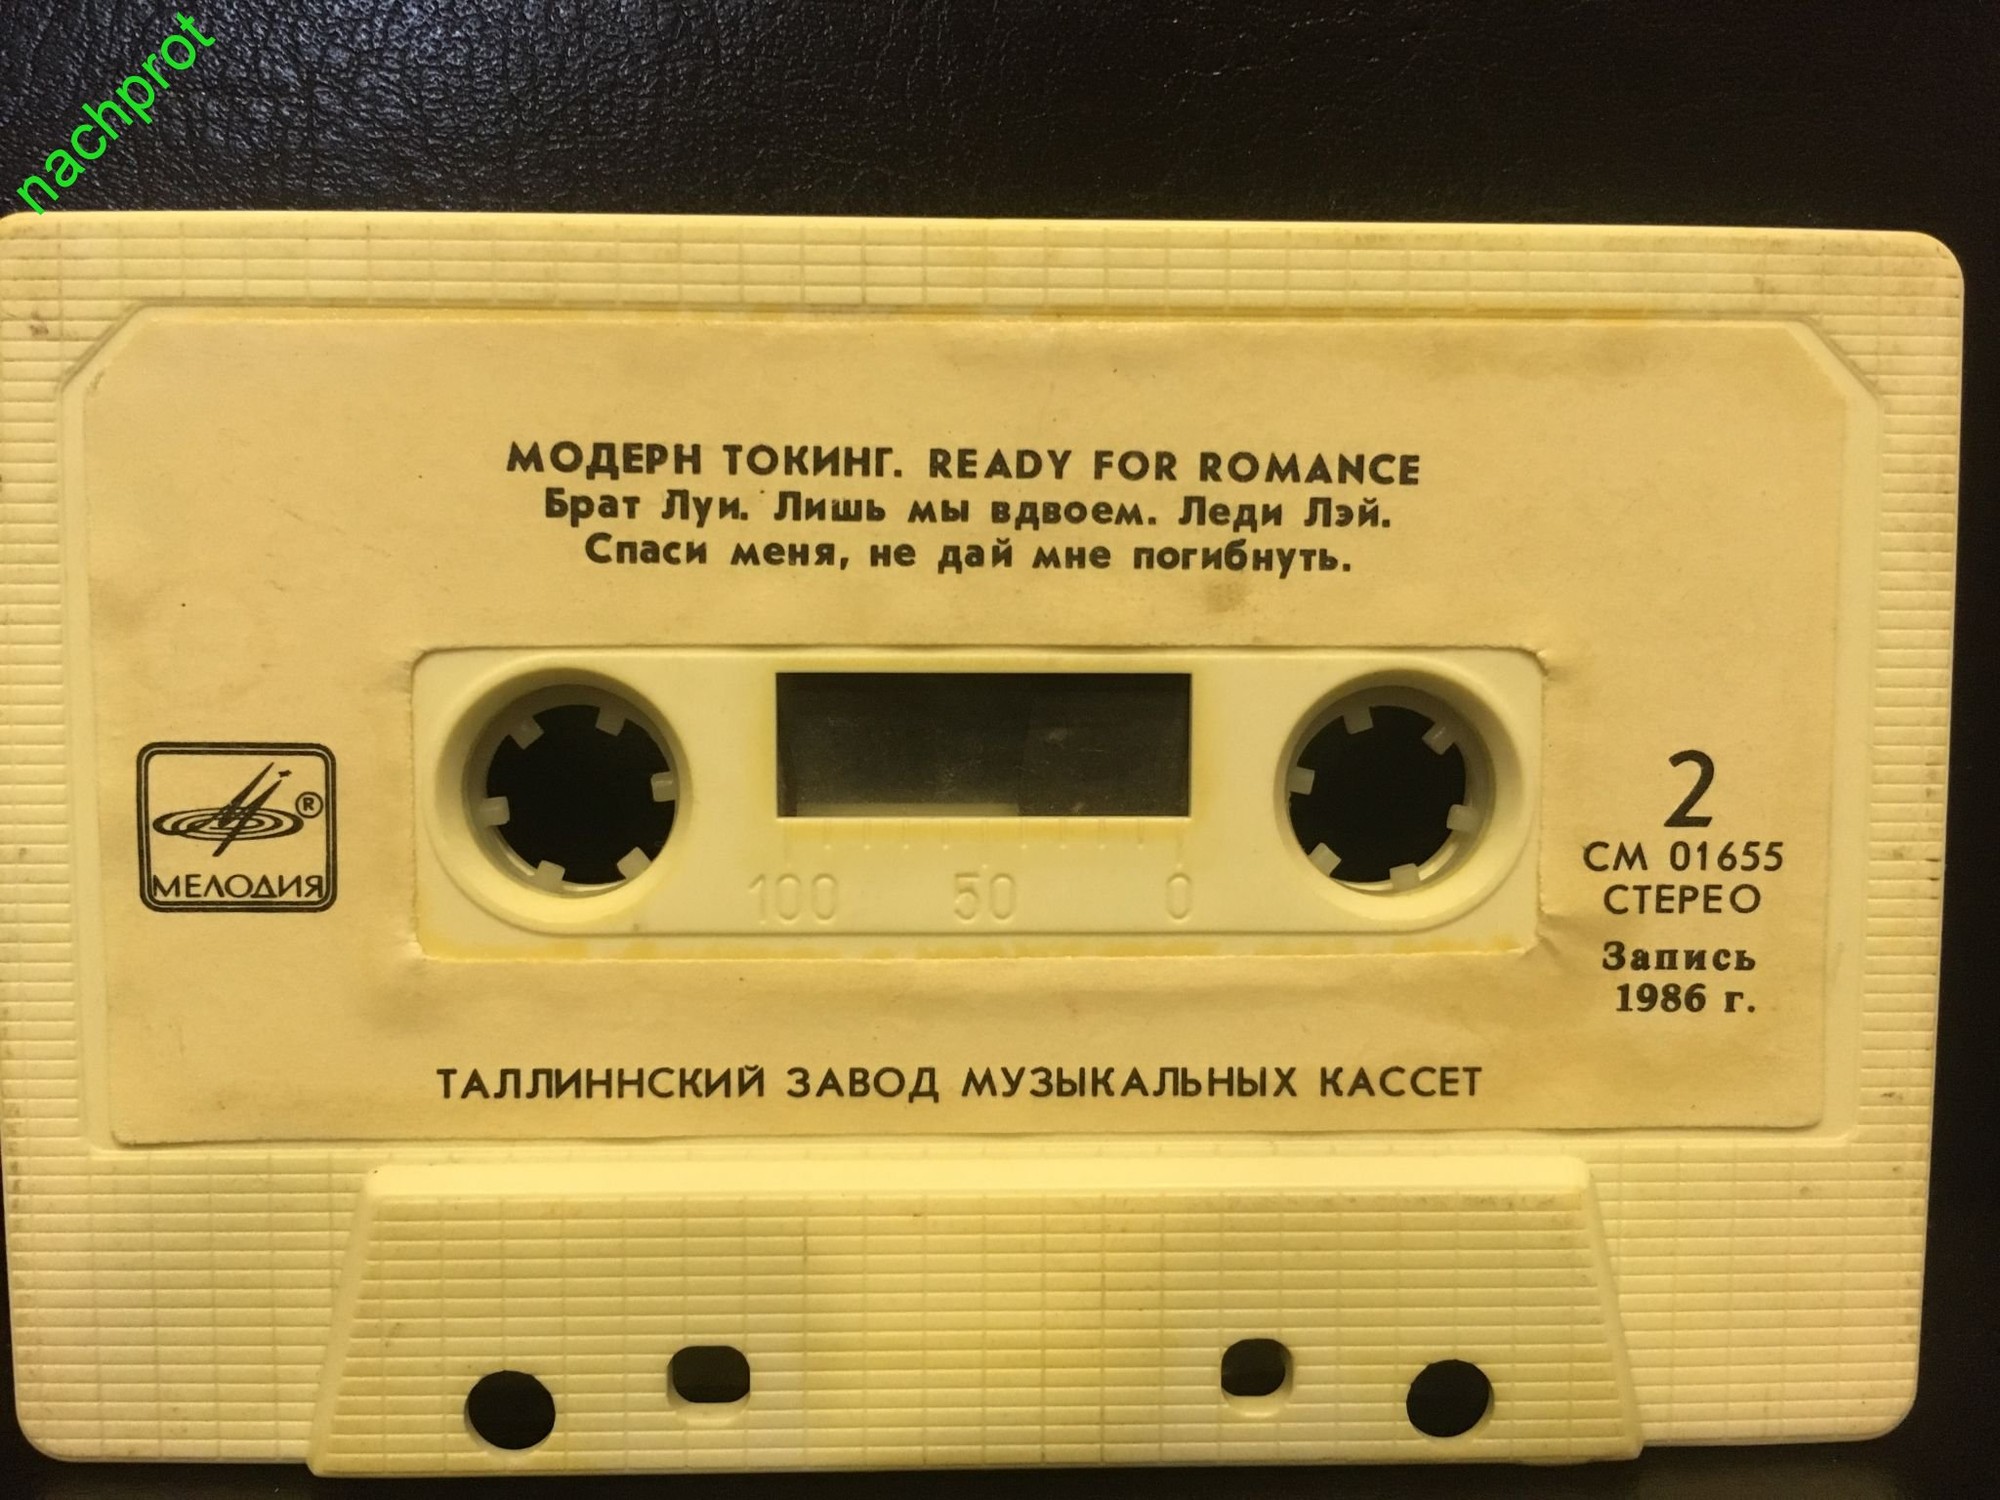 nachprot
МОДЕРН ТОКИНГ. READY FOR ROMANCE
Брат Луи. Лишь мы вдвоем. Леди Лэй.
Спаси меня, не дай мне погибнуть.
®
МЕЛОДИЯ
100 50 0
2
СМ 01655
СТЕРЕО
Запись
1986 г.
ТАЛЛИННСКИЙ ЗАВОД МУЗЫКАЛЬНЫХ КАССЕТ